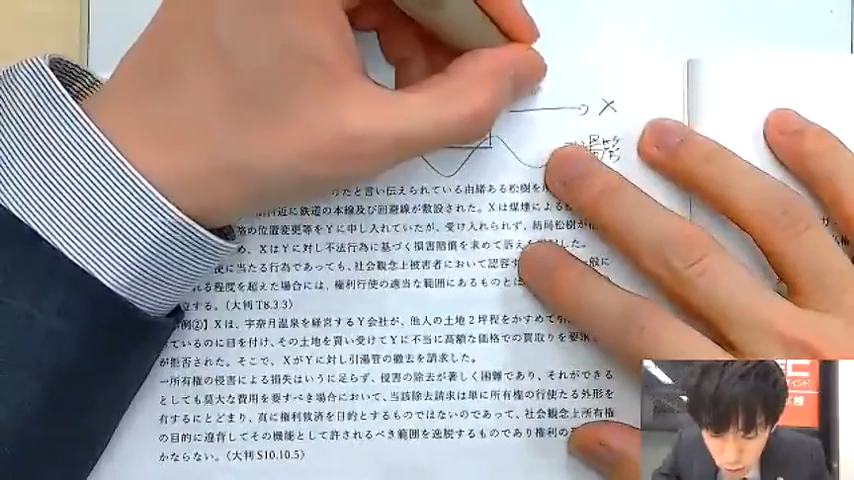 X
引湯管
ったと言い伝えられている由緒ある松樹を
付近に鉄道の本線及び回避線が敷設された。Xは煤煙によ
の位置変更等をYに申し入れていたが、受け入れられず、結局松樹が
、XはYに対し不法行為に基づく損害賠償を求めて訴え
使に当たる行為であっても、社会観念上被害者において認容
れる程度を超えた場合には、権利行使の適当な範囲にあるものと
立する。(大判T8.3.3)
例②】Xは、宇奈月温泉を経営するY会社が、他人の土地2坪程をかすめて
ているのに目を付け、その土地を買い受けてYに不当に高額な価格での買取りを要求
が拒否された。そこで、XがYに対し引湯管の撤去を請求した。
→所有権の侵害による損失はいうに足らず、侵害の除去が著しく困難であり、それができる
としても莫大な費用を要すべき場合において、当該除去請求は単に所有権の行使たる外形を
有するにとどまり、真に権利救済を目的とするものではないのであって、社会観念上所有権
の目的に違背しその機能として許されるべき範囲を逸脱するものであり権利の
かならない。(大判S10.10.5)